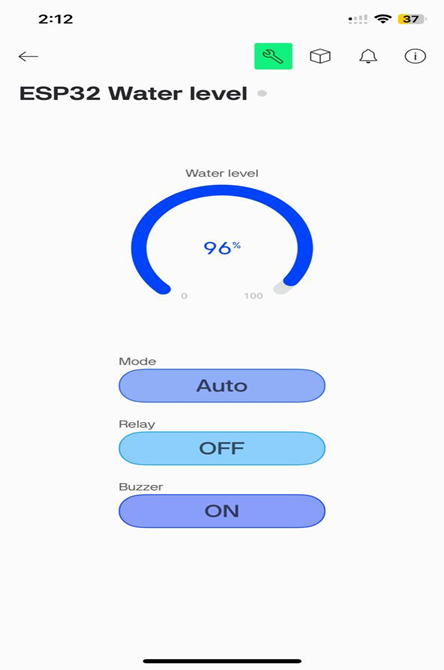 2:12
37
ESP32 Water level
Water level
96%
0 100
Mode
Auto
Relay
OFF
Buzzer
ON